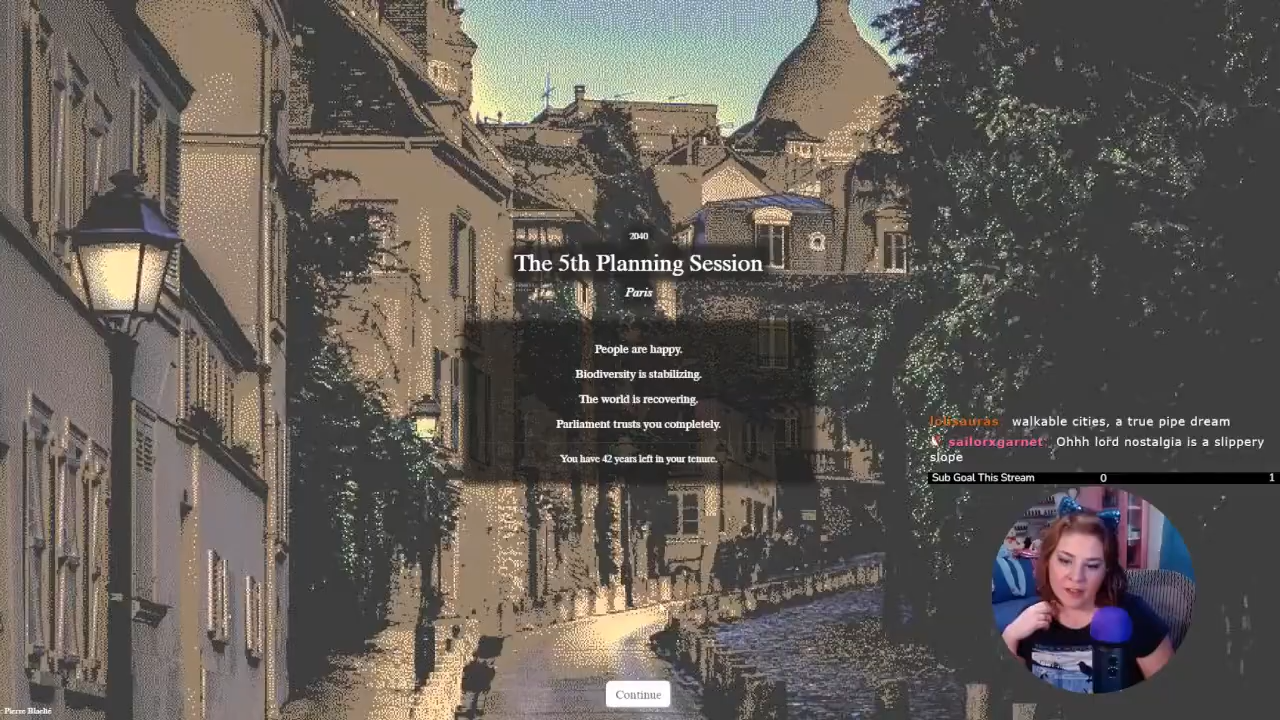 2040
The 5th Planning Session
Paris
People are happy.
Biodiversity is stabilizing.
The world is recovering.
Parliament trusts you completely.
You have 42 years left in your tenure.
lobsauras walkable cities, a true pipe dream
sailorxgarnet: Ohhh lord nostalgia is a slippery
slope
Sub Goal This Stream 0 1
Continue
Pierre Blaché